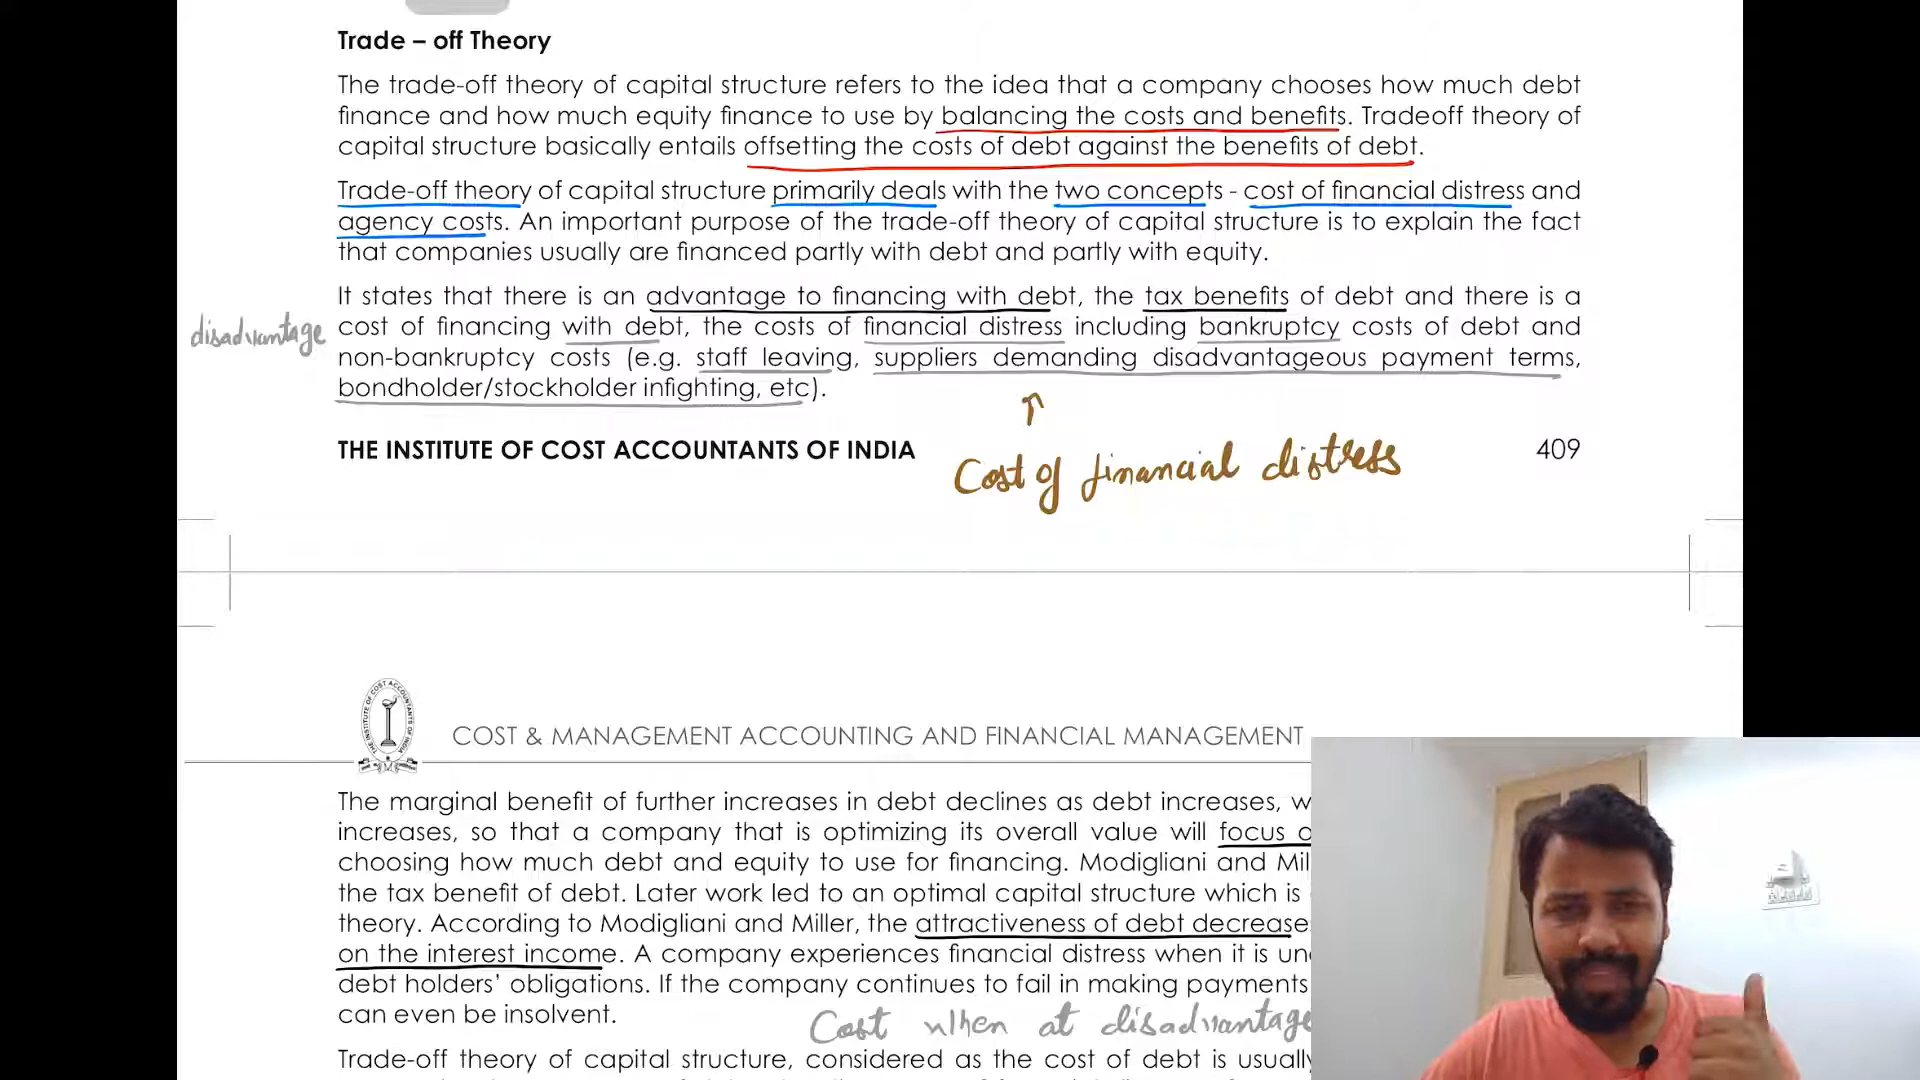 Trade – off Theory
The trade-off theory of capital structure refers to the idea that a company chooses how much debt
finance and how much equity finance to use by balancing the costs and benefits. Tradeoff theory of
capital structure basically entails offsetting the costs of debt against the benefits of debt.
Trade-off theory of capital structure primarily deals with the two concepts - cost of financial distress and
agency costs. An important purpose of the trade-off theory of capital structure is to explain the fact
that companies usually are financed partly with debt and partly with equity.
It states that there is an advantage to financing with debt, the tax benefits of debt and there is a
disadvantage cost of financing with debt, the costs of financial distress including bankruptcy costs of debt and
non-bankruptcy costs (e.g. staff leaving, suppliers demanding disadvantageous payment terms,
bondholder/stockholder infighting, etc).
THE INSTITUTE OF COST ACCOUNTANTS OF INDIA 409
Cost of financial distress
COST & MANAGEMENT ACCOUNTING AND FINANCIAL MANAGEMENT
The marginal benefit of further increases in debt declines as debt increases, w
increases, so that a company that is optimizing its overall value will focus o
choosing how much debt and equity to use for financing. Modigliani and Mil
the tax benefit of debt. Later work led to an optimal capital structure which is
theory. According to Modigliani and Miller, the attractiveness of debt decrease
on the interest income. A company experiences financial distress when it is un
debt holders' obligations. If the company continues to fail in making payments
can even be insolvent.
Cost when at disadvantage
Trade-off theory of capital structure, considered as the cost of debt is usually